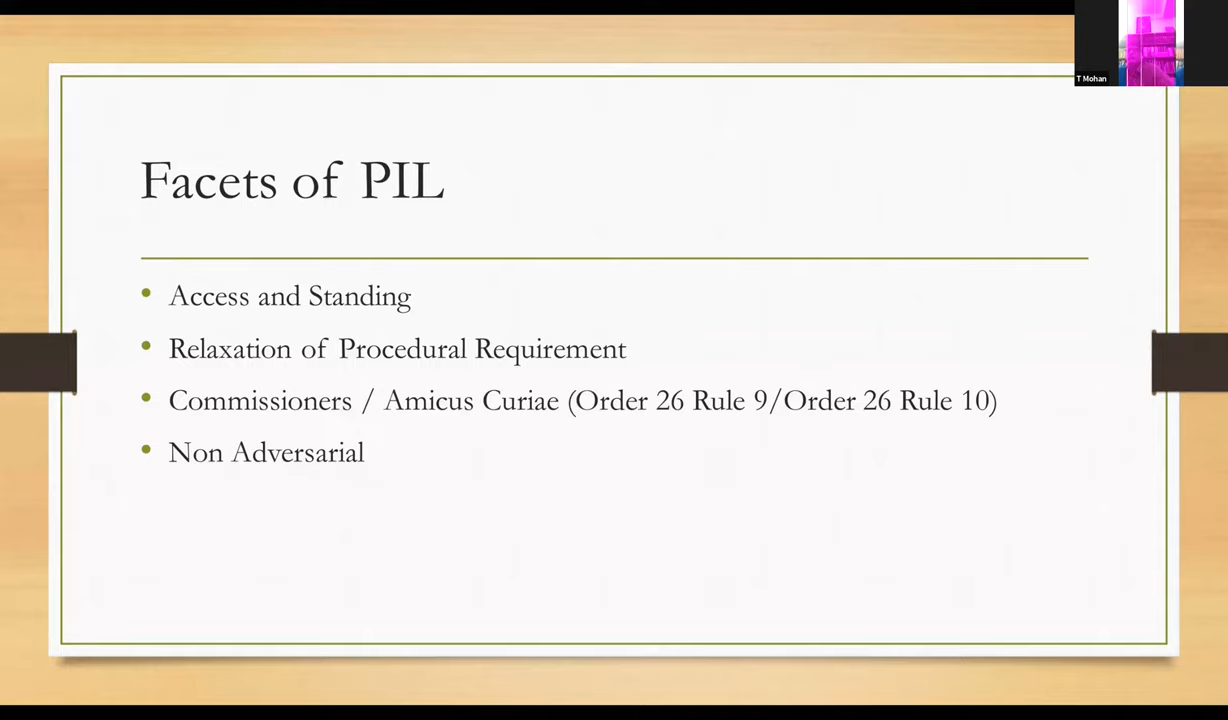 T Mohan
Facets of PIL
Access and Standing
Relaxation of Procedural Requirement
Commissioners / Amicus Curiae (Order 26 Rule 9/Order 26 Rule 10)
Non Adversarial